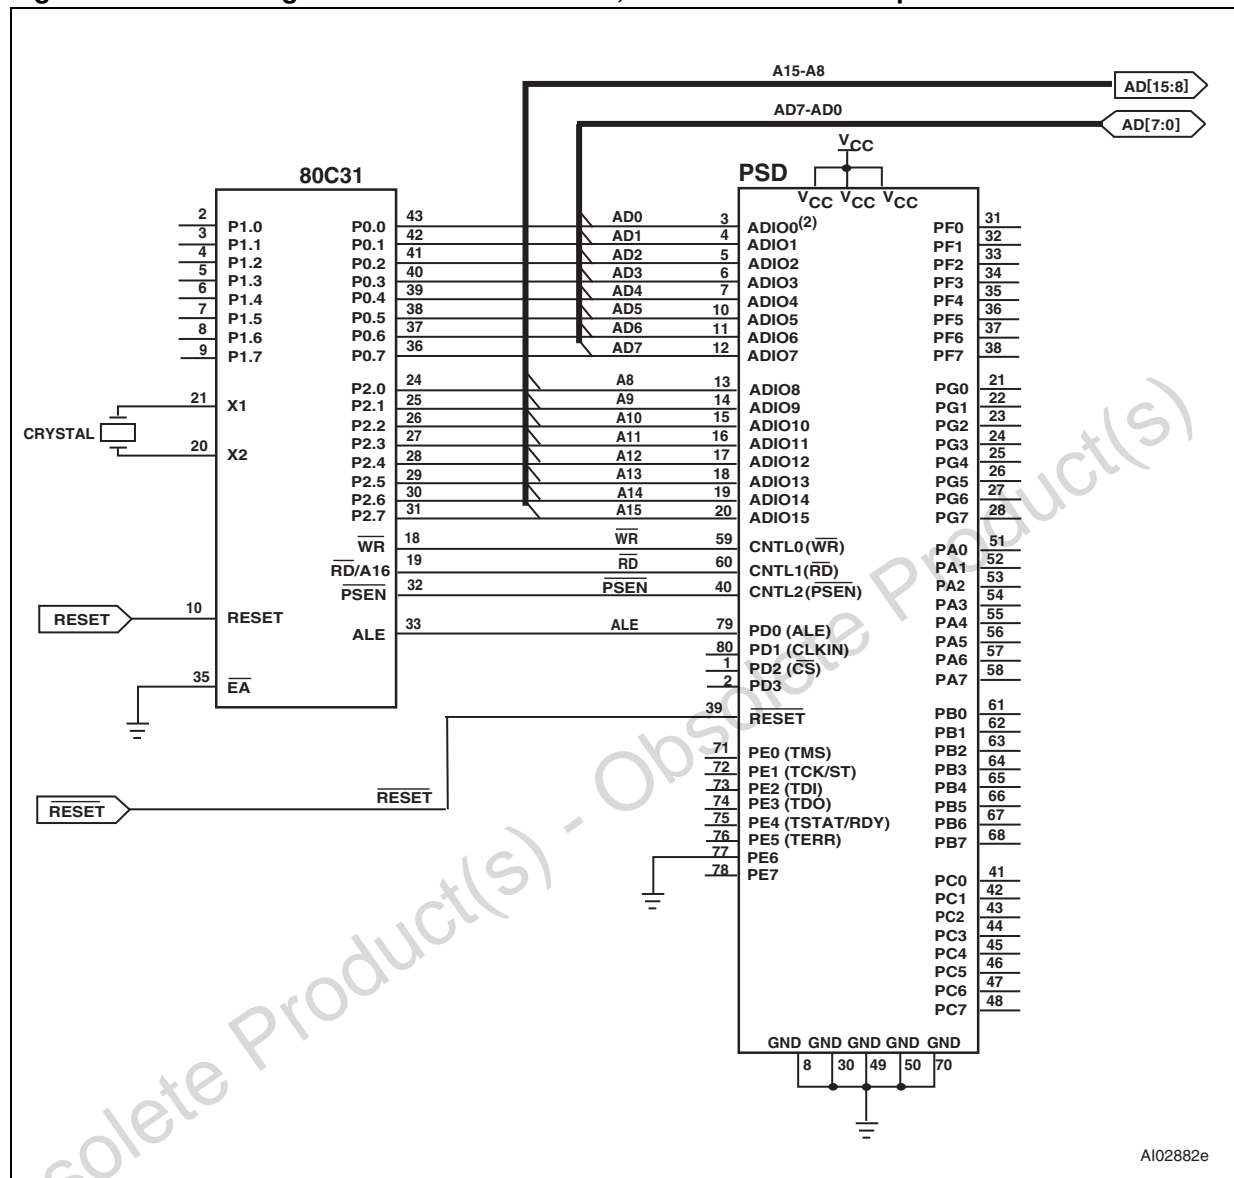 A15-A8
AD[15:8]
AD7-AD0
AD[7:0]
VCC
80C31
PSD
VCC VCC VCC
2 P1.0
3 P1.1
4 P1.2
5 P1.3
6 P1.4
7 P1.5
8 P1.6
9 P1.7
21 X1
CRYSTAL
20 X2
10 RESET
RESET
35 EA
RESET
RESET
P0.0 43 AD0 3 ADIO0(2)
P0.1 42 AD1 4 ADIO1
P0.2 41 AD2 5 ADIO2
P0.3 40 AD3 6 ADIO3
P0.4 39 AD4 7 ADIO4
P0.5 38 AD5 10 ADIO5
P0.6 37 AD6 11 ADIO6
P0.7 36 AD7 12 ADIO7
P2.0 24 A8 13 ADIO8
P2.1 25 A9 14 ADIO9
P2.2 26 A10 15 ADIO10
P2.3 27 A11 16 ADIO11
P2.4 28 A12 17 ADIO12
P2.5 29 A13 18 ADIO13
P2.6 30 A14 19 ADIO14
P2.7 31 A15 20 ADIO15
WR 18 WR 59 CNTL0(WR)
RD/A16 19 RD 60 CNTL1(RD)
PSEN 32 PSEN 40 CNTL2(PSEN)
ALE 33 ALE 79 PD0 (ALE)
80 PD1 (CLKIN)
1 PD2 (CS)
2 PD3
39 RESET
71 PE0 (TMS)
72 PE1 (TCK/ST)
73 PE2 (TDI)
74 PE3 (TDO)
75 PE4 (TSTAT/RDY)
76 PE5 (TERR)
77 PE6
78 PE7
PF0 31
PF1 32
PF2 33
PF3 34
PF4 35
PF5 36
PF6 37
PF7 38
PG0 21
PG1 22
PG2 23
PG3 24
PG4 25
PG5 26
PG6 27
PG7 28
PA0 51
PA1 52
PA2 53
PA3 54
PA4 55
PA5 56
PA6 57
PA7 58
PB0 61
PB1 62
PB2 63
PB3 64
PB4 65
PB5 66
PB6 67
PB7 68
PC0 41
PC1 42
PC2 43
PC3 44
PC4 45
PC5 46
PC6 47
PC7 48
GND GND GND GND GND
8 30 49 50 70
AI02882e
solete Product(s) - Obsolete Product(s)